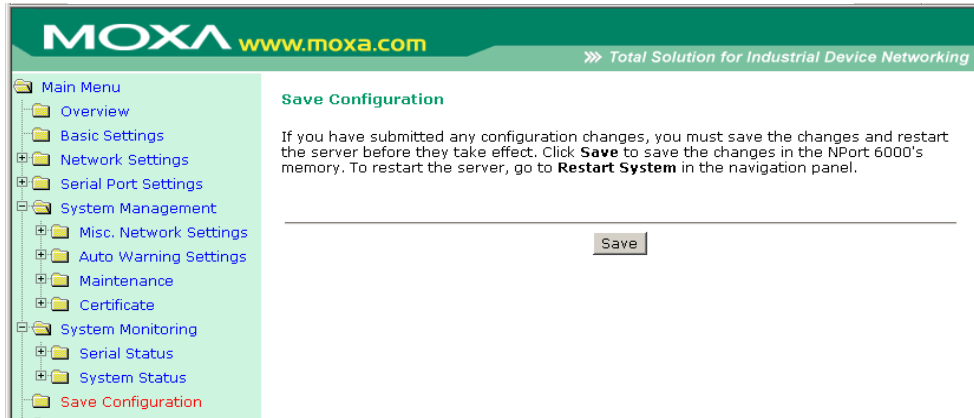 MOXA www.moxa.com
Total Solution for Industrial Device Networking
Main Menu
Overview
Basic Settings
Network Settings
Serial Port Settings
System Management
Misc. Network Settings
Auto Warning Settings
Maintenance
Certificate
System Monitoring
Serial Status
System Status
Save Configuration
Save Configuration
If you have submitted any configuration changes, you must save the changes and restart
the server before they take effect. Click Save to save the changes in the NPort 6000's
memory. To restart the server, go to Restart System in the navigation panel.
Save